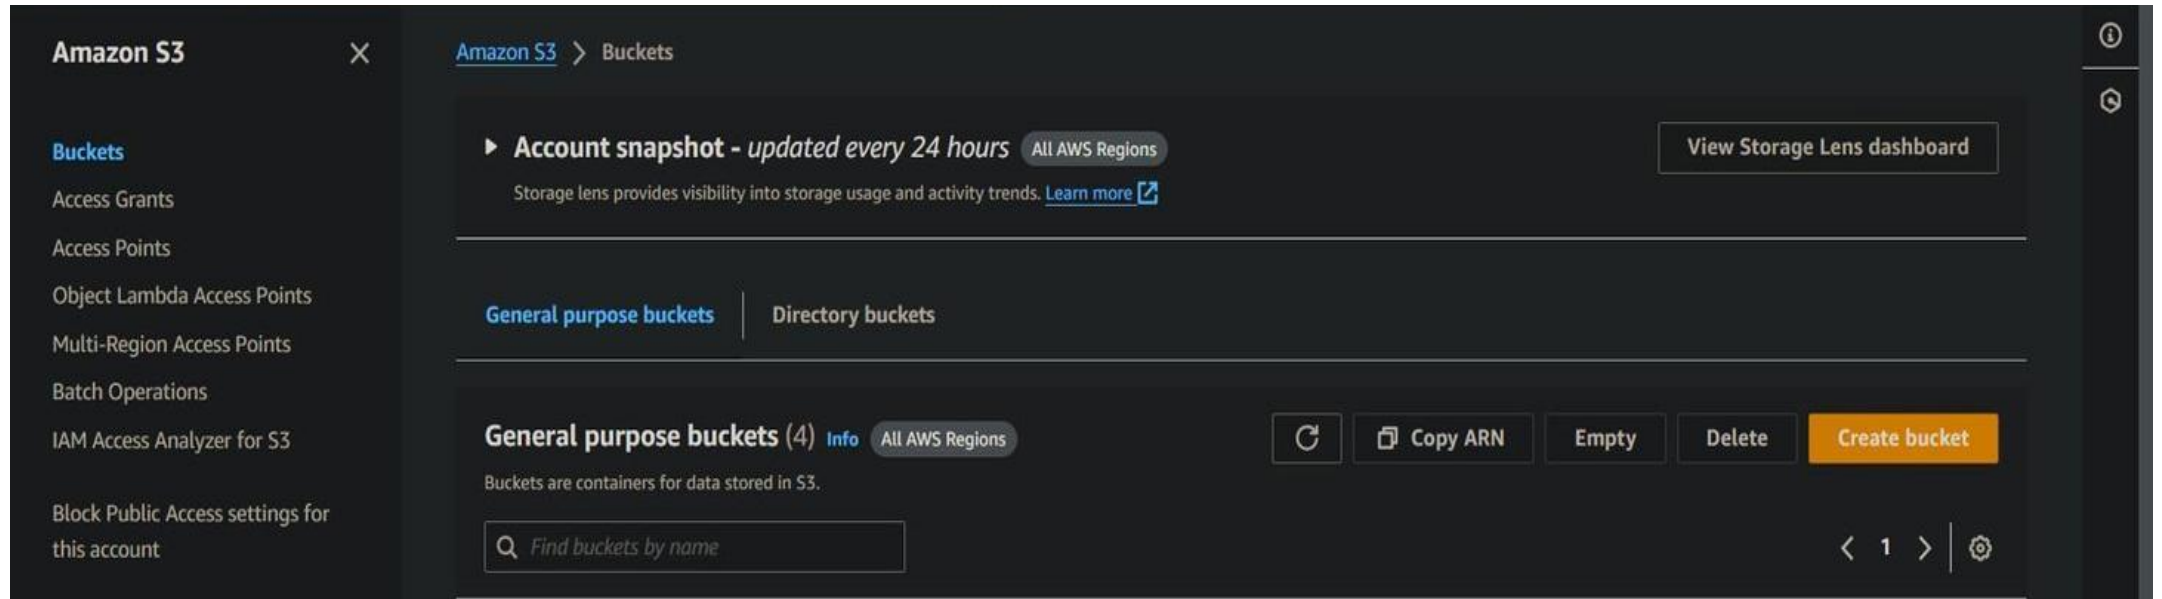 Amazon S3
Buckets
Access Grants
Access Points
Object Lambda Access Points
Multi-Region Access Points
Batch Operations
IAM Access Analyzer for S3
Block Public Access settings for
this account
Amazon S3 > Buckets
Account snapshot - updated every 24 hours All AWS Regions
View Storage Lens dashboard
Storage lens provides visibility into storage usage and activity trends. Learn more
General purpose buckets
Directory buckets
General purpose buckets (4) Info All AWS Regions
Copy ARN
Empty
Delete
Create bucket
Buckets are containers for data stored in S3.
Find buckets by name
1